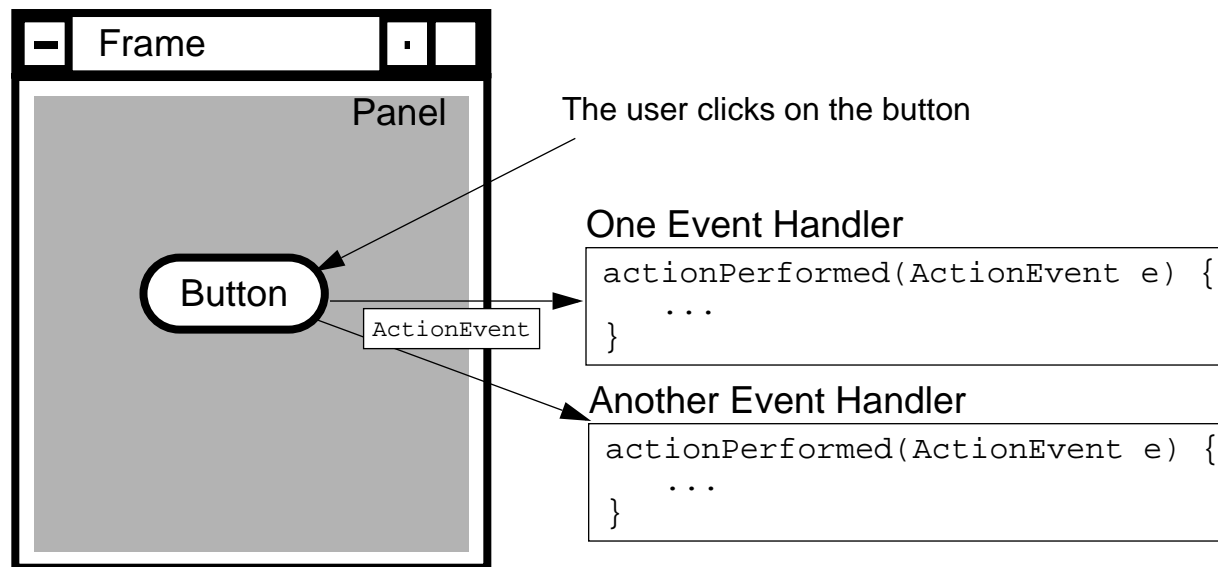 Frame
Panel
The user clicks on the button
Button
ActionEvent
One Event Handler
actionPerformed(ActionEvent e) {
...
}
Another Event Handler
actionPerformed(ActionEvent e) {
...
}